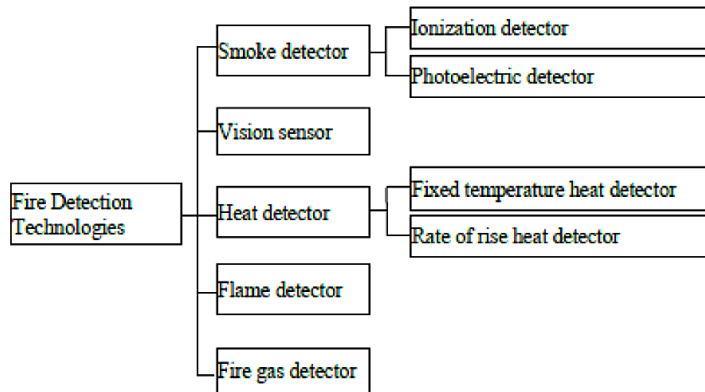 Fire Detection
Technologies
Smoke detector
Ionization detector
Photoelectric detector
Vision sensor
Heat detector
Fixed temperature heat detector
Rate of rise heat detector
Flame detector
Fire gas detector